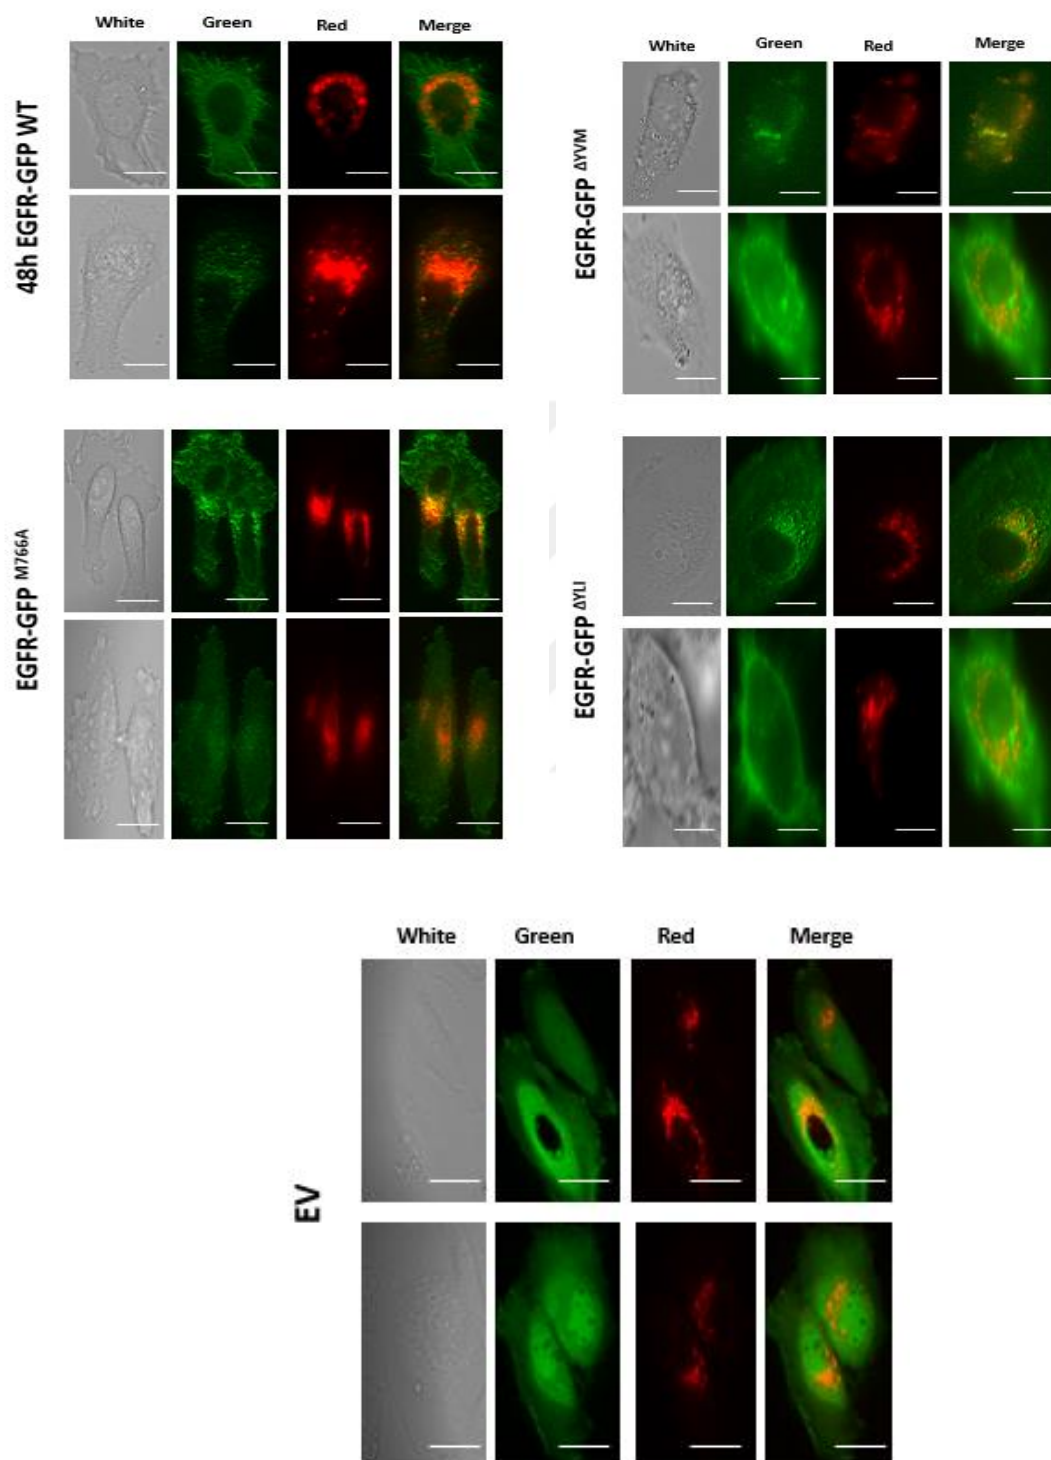 White Green Red Merge
48h EGFR-GFP WT
White Green Red Merge
EGFR-GFP ΔYVM
EGFR-GFP M766A
EGFR-GFP ΔYLI
White Green Red Merge
EV